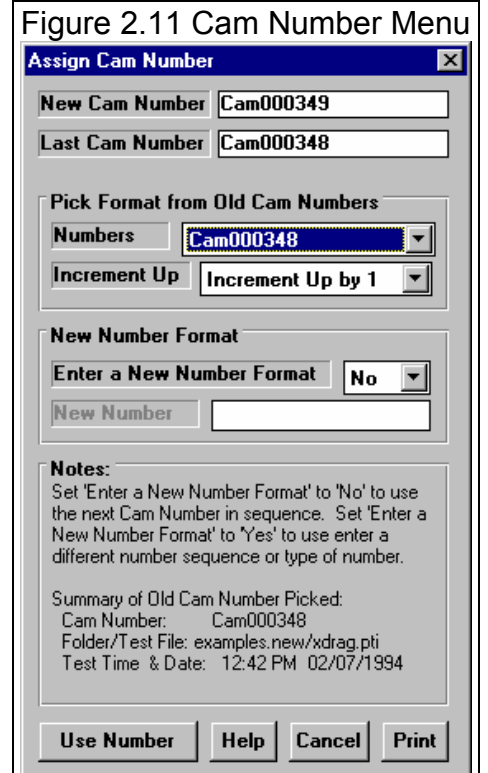 Figure 2.11 Cam Number Menu
Assign Cam Number
New Cam Number Cam000349
Last Cam Number Cam000348
Pick Format from Old Cam Numbers
Numbers Cam000348
Increment Up Increment Up by 1
New Number Format
Enter a New Number Format No
New Number
Notes:
Set 'Enter a New Number Format' to 'No' to use
the next Cam Number in sequence. Set 'Enter a
New Number Format' to 'Yes' to use enter a
different number sequence or type of number.
Summary of Old Cam Number Picked:
Cam Number: Cam000348
Folder/Test File: examples.new/xdrag.pti
Test Time & Date: 12:42 PM 02/07/1994
Use Number Help Cancel Print